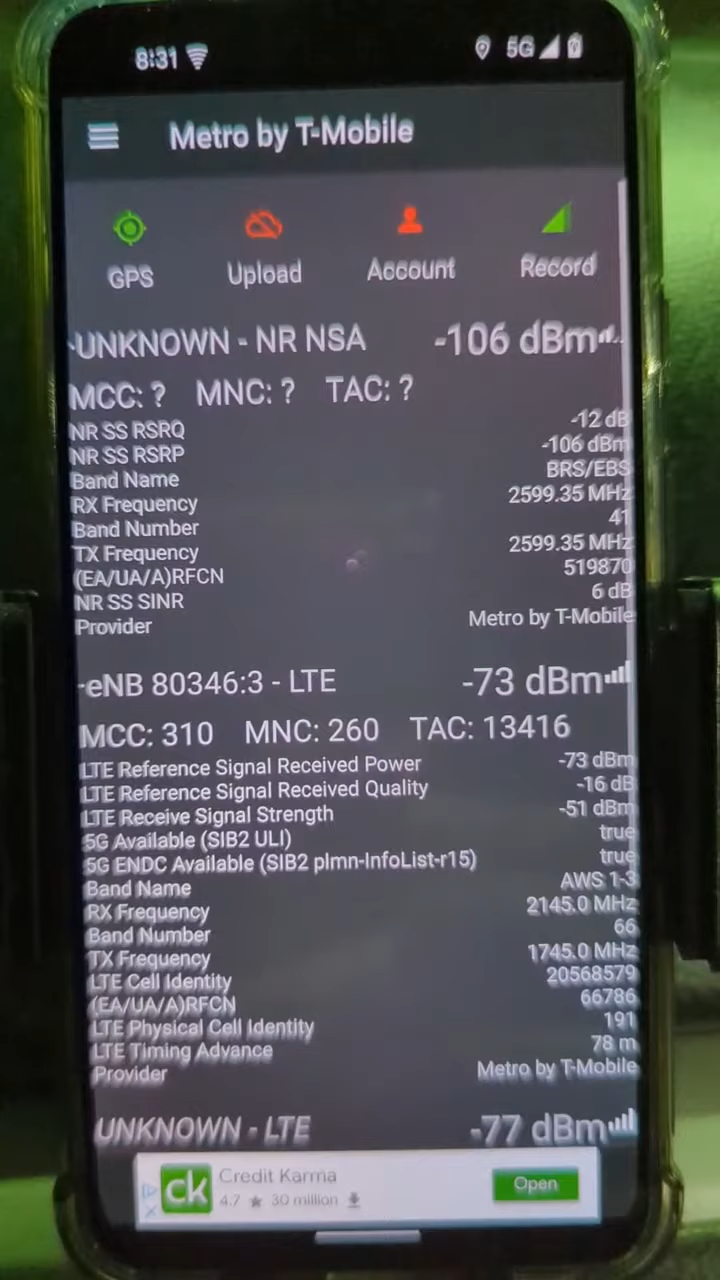 8:31 5G
Metro by T-Mobile
GPS Upload Account Record
UNKNOWN - NR NSA -106 dBm
MCC: ? MNC: ? TAC: ?
NR SS RSRQ -12 dB
NR SS RSRP -106 dBm
Band Name BRS/EBS
RX Frequency 2599.35 MHz
Band Number 41
TX Frequency 2599.35 MHz
(EA/UA/A)RFCN 519870
NR SS SINR 6 dB
Provider Metro by T-Mobile
eNB 80346:3 - LTE -73 dBm
MCC: 310 MNC: 260 TAC: 13416
LTE Reference Signal Received Power -73 dBm
LTE Reference Signal Received Quality -16 dB
LTE Receive Signal Strength -51 dBm
5G Available (SIB2 ULI) true
5G ENDC Available (SIB2 plmn-InfoList-r15) true
Band Name AWS 1-3
RX Frequency 2145.0 MHz
Band Number 66
TX Frequency 1745.0 MHz
LTE Cell Identity 20568579
(EA/UA/A)RFCN 66786
LTE Physical Cell Identity 191
LTE Timing Advance 78 m
Provider Metro by T-Mobile
UNKNOWN - LTE -77 dBm
ck Credit Karma
4.7 ★ 30 million
Open